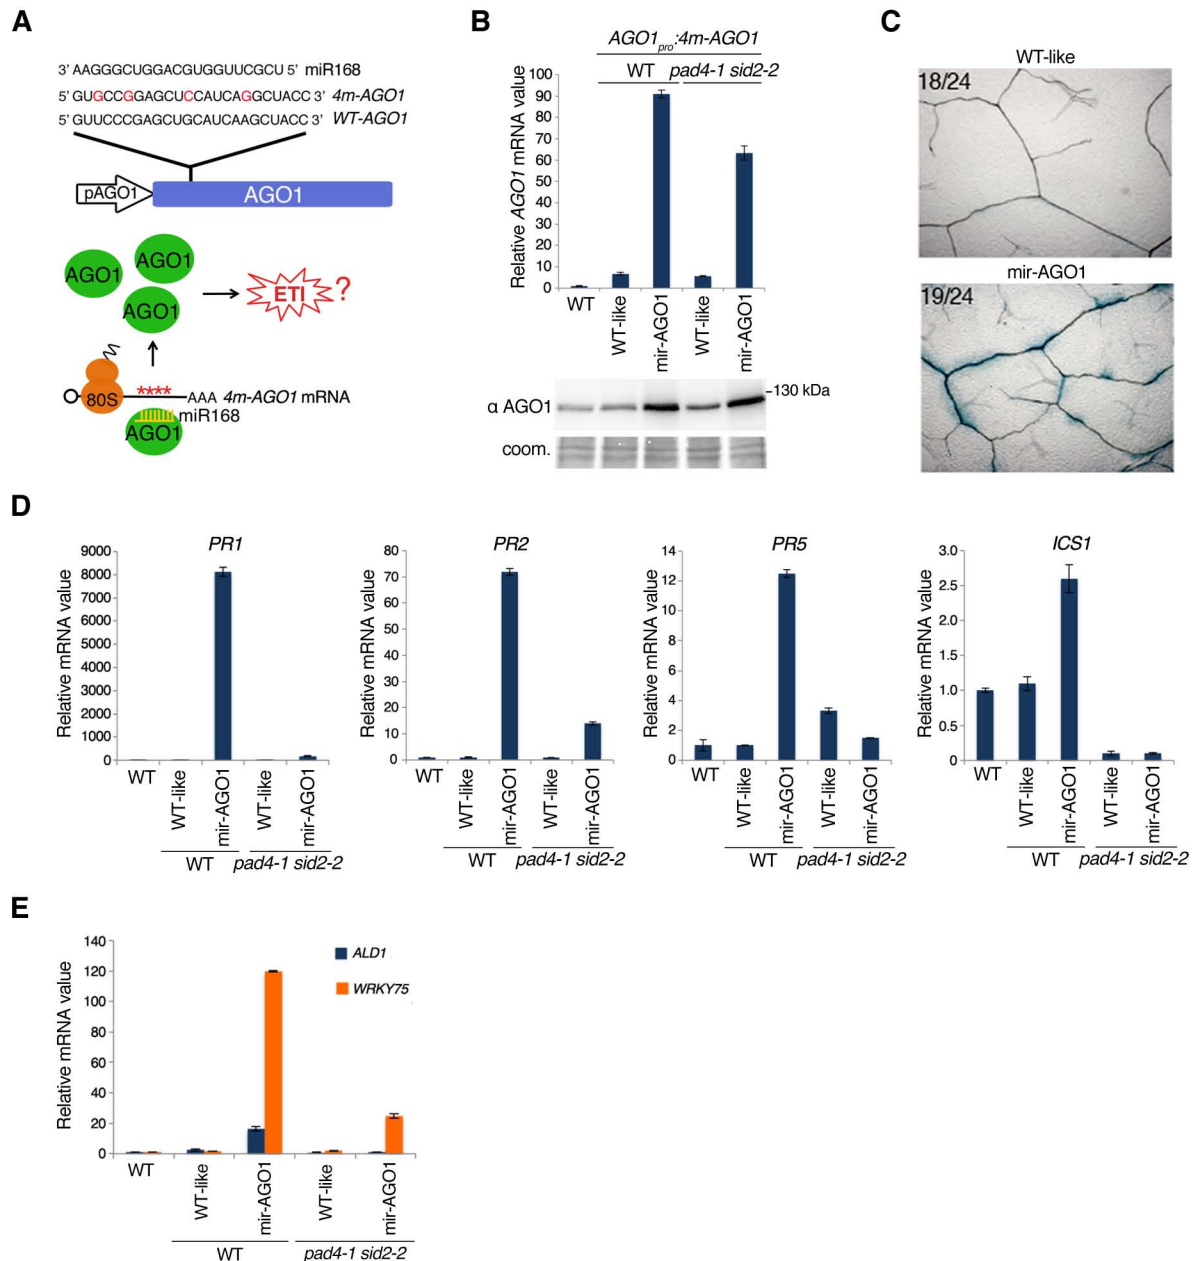 A
3' AAGGGCUGGACGUGGUUCGCU 5' miR168
5' GUGCCGGAGCUCCAUCAGGCUACC 3' 4m-AGO1
5' GUUCCCGAGCUGCAUCAAGCUACC 3' WT-AGO1
pAGO1
AGO1
AGO1
AGO1
AGO1
ETI ?
80S
****
AAA 4m-AGO1 mRNA
miR168
AGO1
B
AGO1pro:4m-AGO1
WT pad4-1 sid2-2
Relative AGO1 mRNA value
100
90
80
70
60
50
40
30
20
10
0
WT
WT-like
mir-AGO1
WT-like
mir-AGO1
α AGO1
–130 kDa
coom.
C
WT-like
18/24
mir-AGO1
19/24
D
PR1
Relative mRNA value
9000
8000
7000
6000
5000
4000
3000
2000
1000
0
WT
WT-like
mir-AGO1
WT-like
mir-AGO1
WT pad4-1 sid2-2
PR2
Relative mRNA value
80
70
60
50
40
30
20
10
0
WT
WT-like
mir-AGO1
WT-like
mir-AGO1
WT pad4-1 sid2-2
PR5
Relative mRNA value
14
12
10
8
6
4
2
0
WT
WT-like
mir-AGO1
WT-like
mir-AGO1
WT pad4-1 sid2-2
ICS1
Relative mRNA value
3.0
2.5
2.0
1.5
1.0
0.5
0
WT
WT-like
mir-AGO1
WT-like
mir-AGO1
WT pad4-1 sid2-2
E
Relative mRNA value
140
120
100
80
60
40
20
0
ALD1
WRKY75
WT
WT-like
mir-AGO1
WT-like
mir-AGO1
WT pad4-1 sid2-2